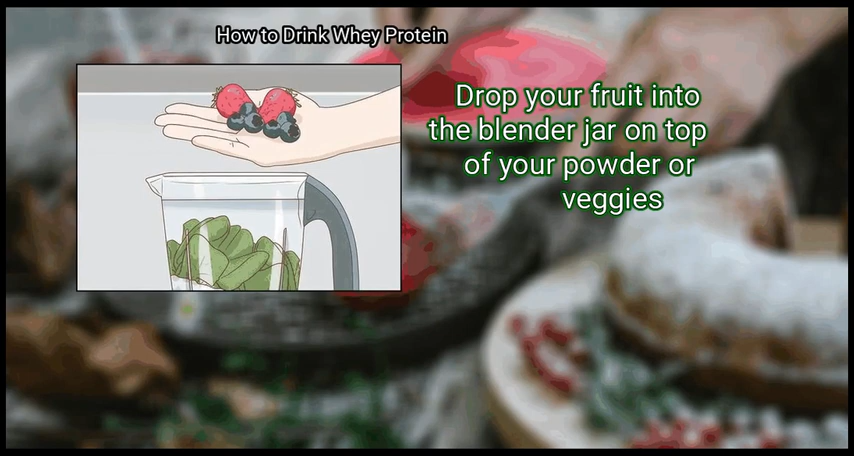 How to Drink Whey Protein
Drop your fruit into
the blender jar on top
of your powder or
veggies